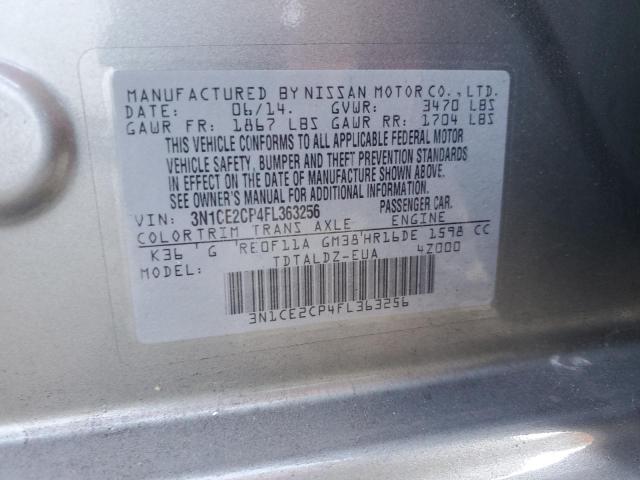 MANUFACTURED BY NISSAN MOTOR CO., LTD.
DATE: 06/14. GVWR: 3470 LBS
GAWR FR: 1867 LBS GAWR RR: 1704 LBS
THIS VEHICLE CONFORMS TO ALL APPLICABLE FEDERAL MOTOR
VEHICLE SAFETY, BUMPER AND THEFT PREVENTION STANDARDS
IN EFFECT ON THE DATE OF MANUFACTURE SHOWN ABOVE.
SEE OWNER'S MANUAL FOR ADDITIONAL INFORMATION.
VIN: 3N1CE2CP4FL363256 PASSENGER CAR.
COLOR TRIM TRANS AXLE ENGINE
K36 ' G 'RE0F11A GM38'HR16DE 1598 CC
MODEL: TDTALDZ-EUA 4Z000
3N1CE2CP4FL363256